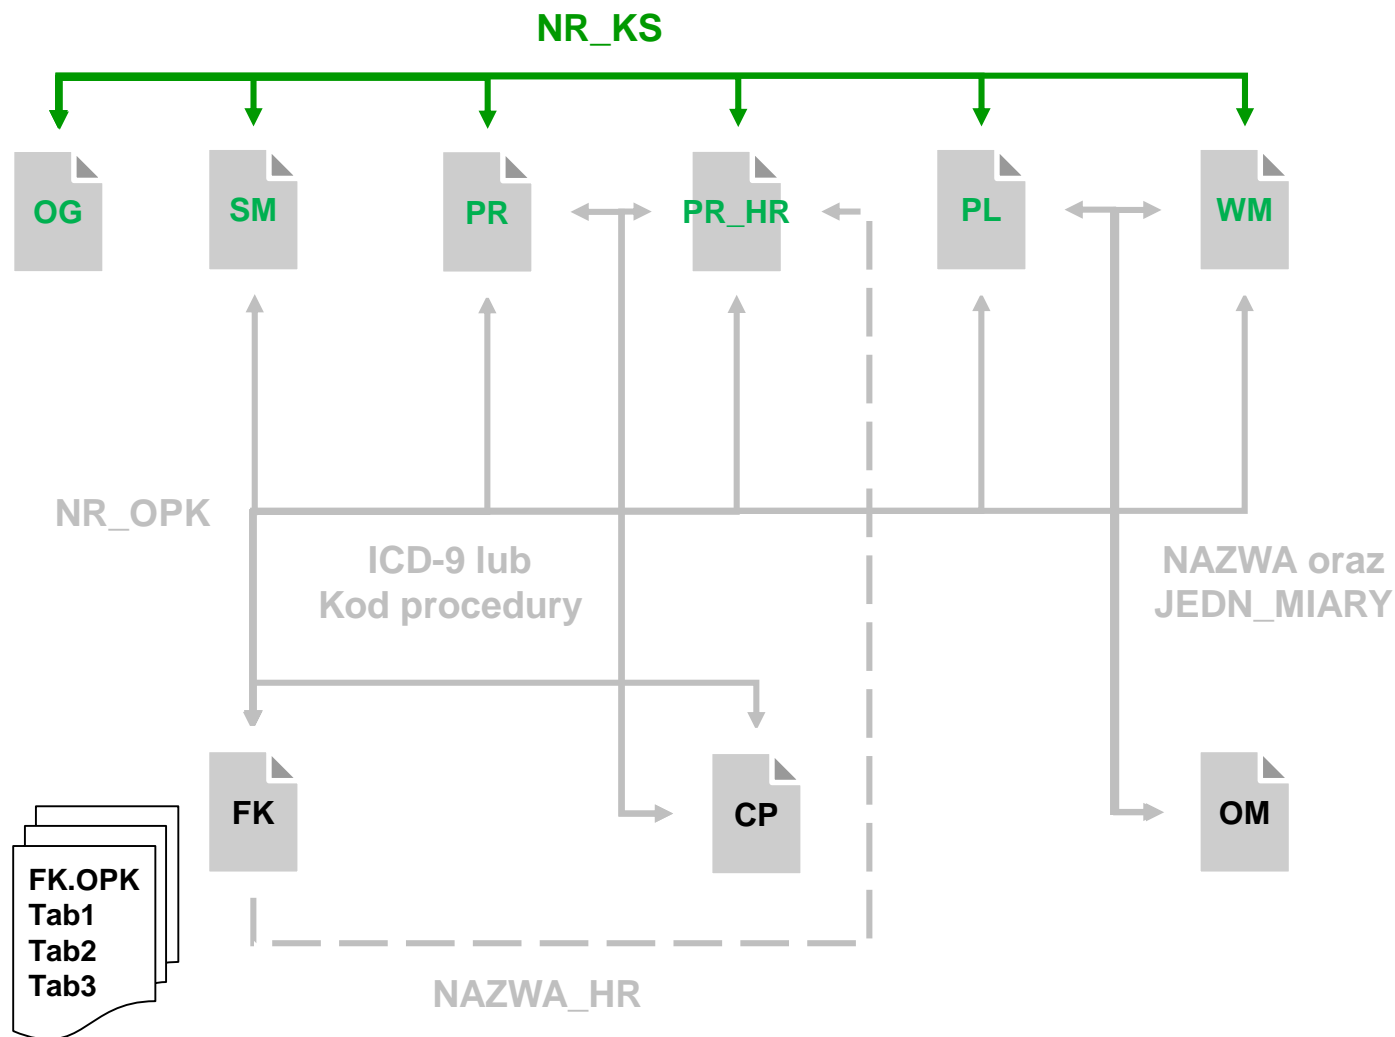 NR_KS
OG
SM
PR
PR_HR
PL
WM
NR_OPK
ICD-9 lub
Kod procedury
NAZWA oraz
JEDN_MIARY
FK
CP
OM
FK.OPK
Tab1
Tab2
Tab3
NAZWA_HR